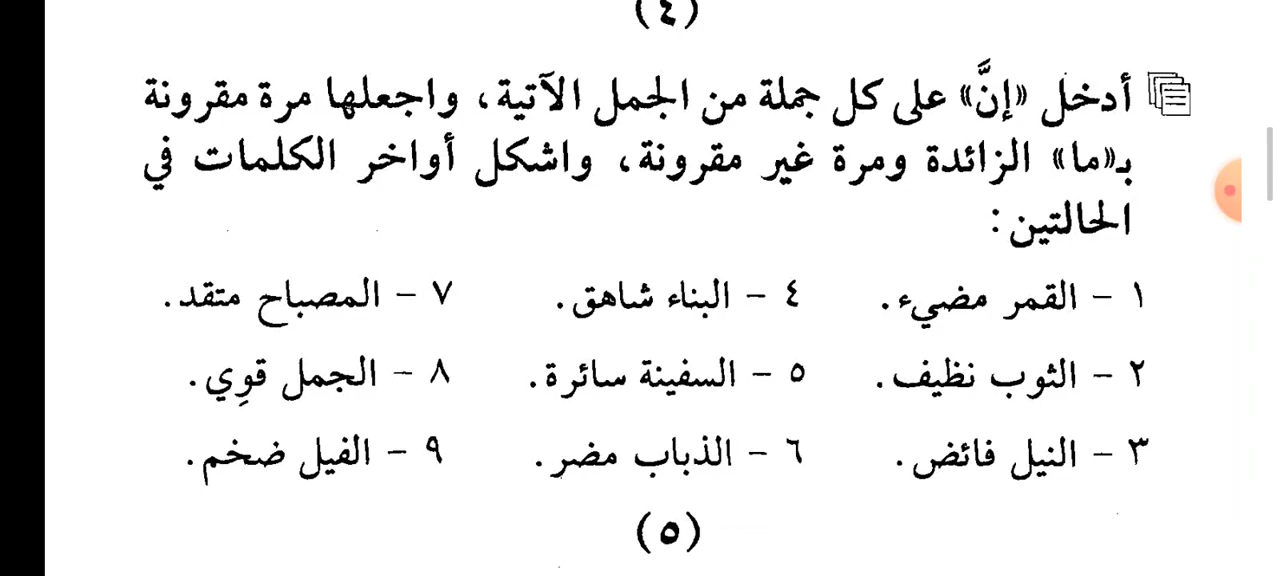 (٤)
أدخل «إنَّ» على كل جملة من الجمل الآتية، واجعلها مرة مقرونة
بـ«ما» الزائدة ومرة غير مقرونة، واشكل أواخر الكلمات في
الحالتين:
١ - القمر مضيء. ٤ - البناء شاهق. ٧ - المصباح متقد.
٢ - الثوب نظيف. ٥ - السفينة سائرة. ٨ - الجمل قوِي.
٣ - النيل فائض. ٦ - الذباب مضر. ٩ - الفيل ضخم.
(٥)